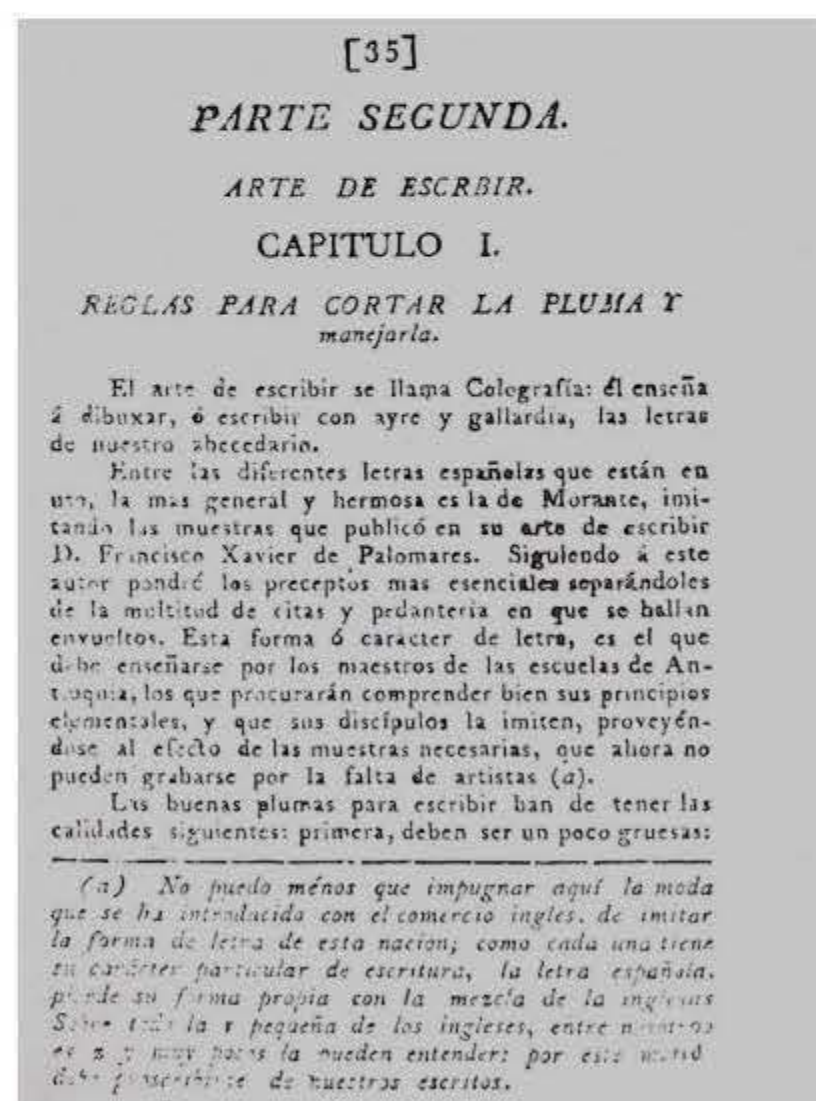 [35]
PARTE SEGUNDA.
ARTE DE ESCRBIR.
CAPITULO I.
REGLAS PARA CORTAR LA PLUMA Y
manejarla.
El arte de escribir se llama Colografía: él enseña
á dibuxar, ó escribir con ayre y gallardia, las letras
de nuestro abecedario.
Entre las diferentes letras españolas que están en
uso, la mas general y hermosa es la de Morante, imi-
tando las muestras que publicó en su arte de escribir
D. Francisco Xavier de Palomares. Siguiendo á este
autor pondré los preceptos mas esenciales separándoles
de la multitud de citas y pedanteria en que se hallan
envueltos. Esta forma ó caracter de letra, es el que
debe enseñarse por los maestros de las escuelas de An-
tioquia, los que procurarán comprender bien sus principios
elementales, y que sus discípulos la imiten, proveyén-
dose al efecto de las muestras necesarias, que ahora no
pueden grabarse por la falta de artistas (a).
Las buenas plumas para escribir han de tener las
calidades siguientes: primera, deben ser un poco gruesas:
(a) No puedo ménos que impugnar aquí la moda
que se ha introducido con el comercio ingles, de imitar
la forma de letra de esta nacion; como cada una tiene
su carácter particular de escritura, la letra española,
pierde su forma propia con la mezcla de la inglesas
Sobre todo la r pequeña de los ingleses, entre nosotros
es z y muy pocos la pueden entender: por este
debe de nuestros escritos.